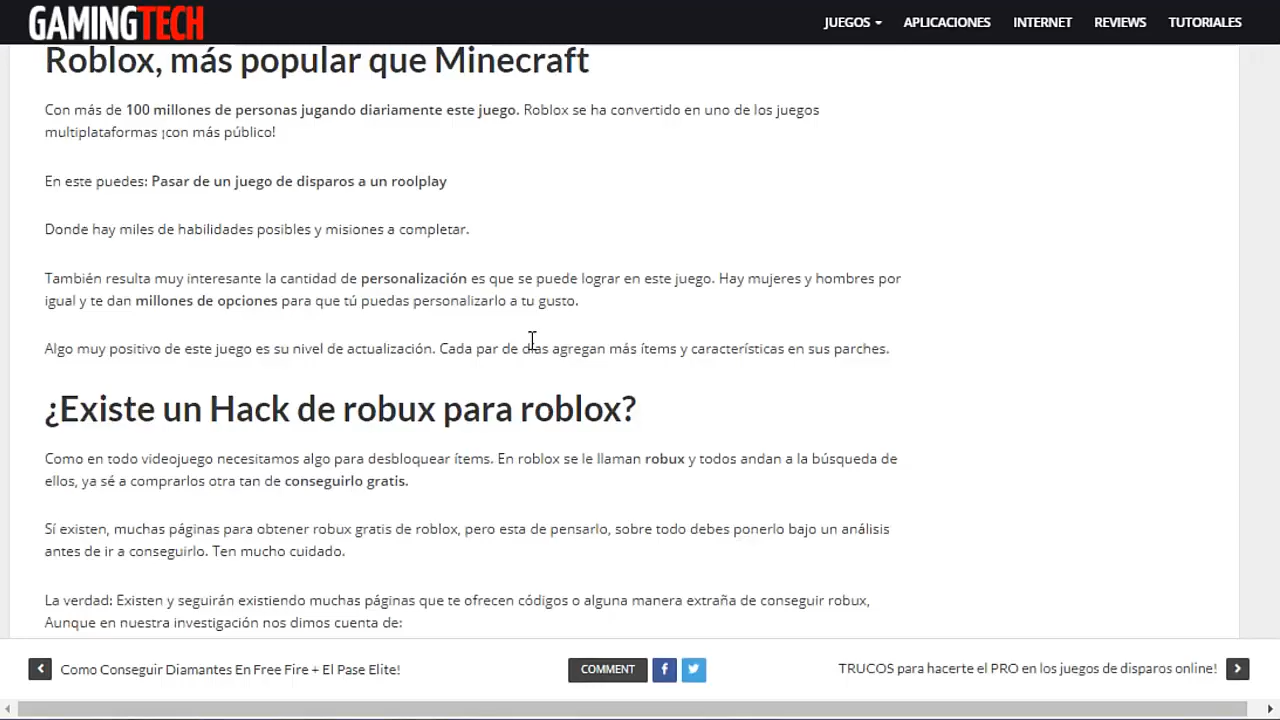 GAMINGTECH
JUEGOS
APLICACIONES
INTERNET
REVIEWS
TUTORIALES
Roblox, más popular que Minecraft
Con más de 100 millones de personas jugando diariamente este juego. Roblox se ha convertido en uno de los juegos
multiplataformas ¡con más público!
En este puedes: Pasar de un juego de disparos a un roolplay
Donde hay miles de habilidades posibles y misiones a completar.
También resulta muy interesante la cantidad de personalización es que se puede lograr en este juego. Hay mujeres y hombres por
igual y te dan millones de opciones para que tú puedas personalizarlo a tu gusto.
Algo muy positivo de este juego es su nivel de actualización. Cada par de días agregan más ítems y características en sus parches.
¿Existe un Hack de robux para roblox?
Como en todo videojuego necesitamos algo para desbloquear ítems. En roblox se le llaman robux y todos andan a la búsqueda de
ellos, ya sé a comprarlos otra tan de conseguirlo gratis.
Sí existen, muchas páginas para obtener robux gratis de roblox, pero esta de pensarlo, sobre todo debes ponerlo bajo un análisis
antes de ir a conseguirlo. Ten mucho cuidado.
La verdad: Existen y seguirán existiendo muchas páginas que te ofrecen códigos o alguna manera extraña de conseguir robux,
Aunque en nuestra investigación nos dimos cuenta de:
Como Conseguir Diamantes En Free Fire + El Pase Elite!
COMMENT
TRUCOS para hacerte el PRO en los juegos de disparos online!